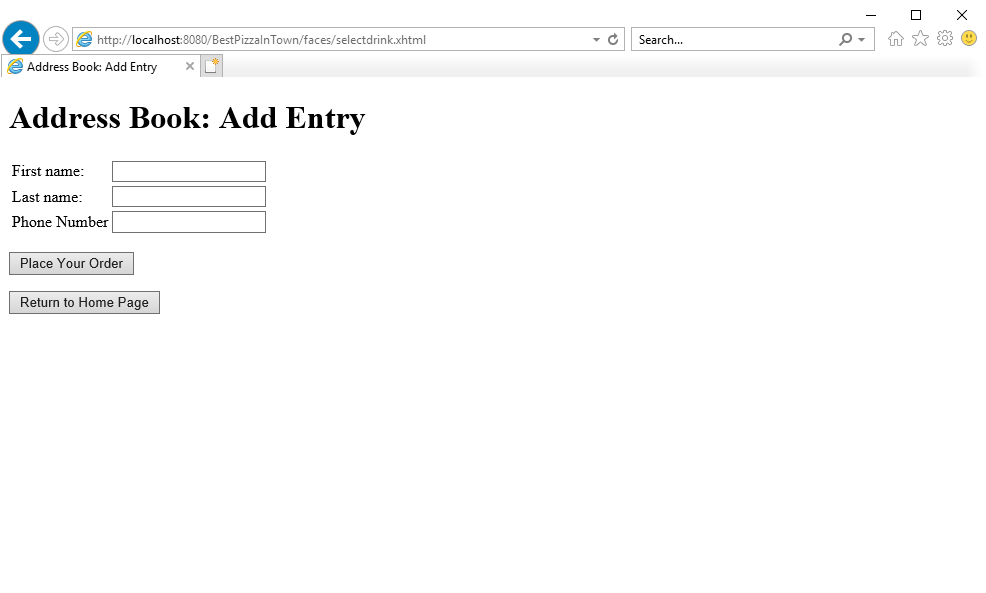 http://localhost:8080/BestPizzaInTown/faces/selectdrink.xhtml
Search...
Address Book: Add Entry
Address Book: Add Entry
First name:
Last name:
Phone Number
Place Your Order
Return to Home Page